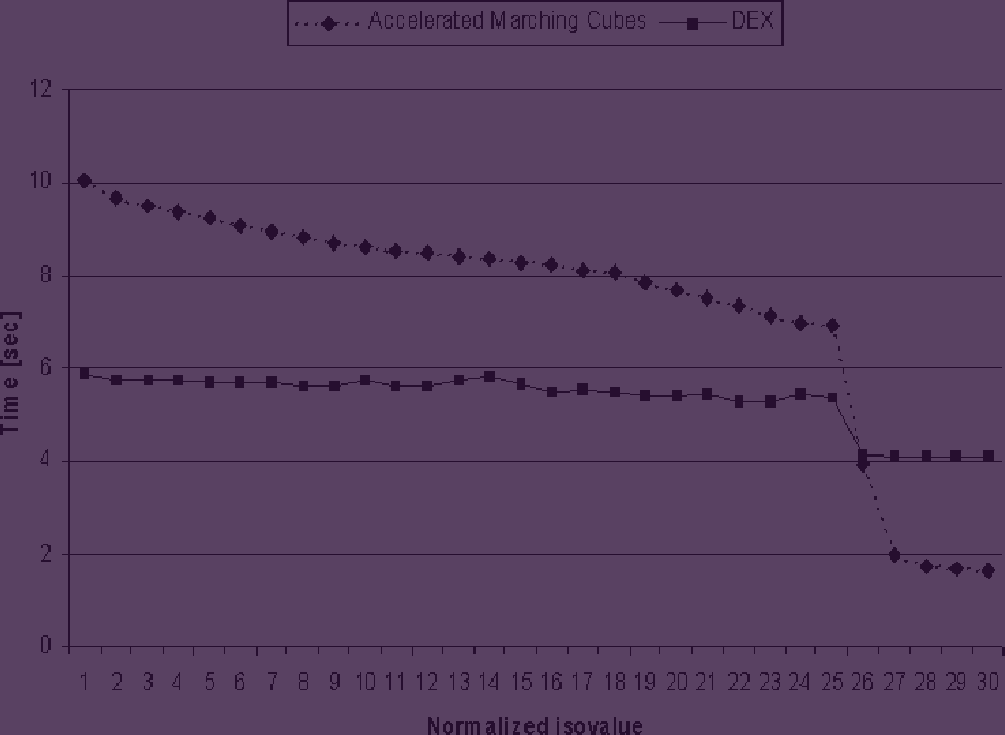 Accelerated Marching Cubes DEX
12
10
8
6
4
2
0
Time [sec]
1 2 3 4 5 6 7 8 9 10 11 12 13 14 15 16 17 18 19 20 21 22 23 24 25 26 27 28 29 30
Normalized isovalue